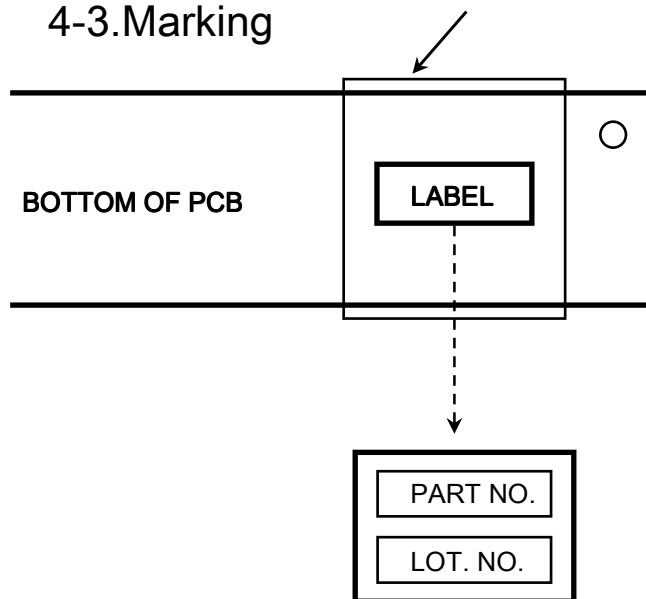 4-3.Marking
BOTTOM OF PCB
LABEL
PART NO.
LOT. NO.